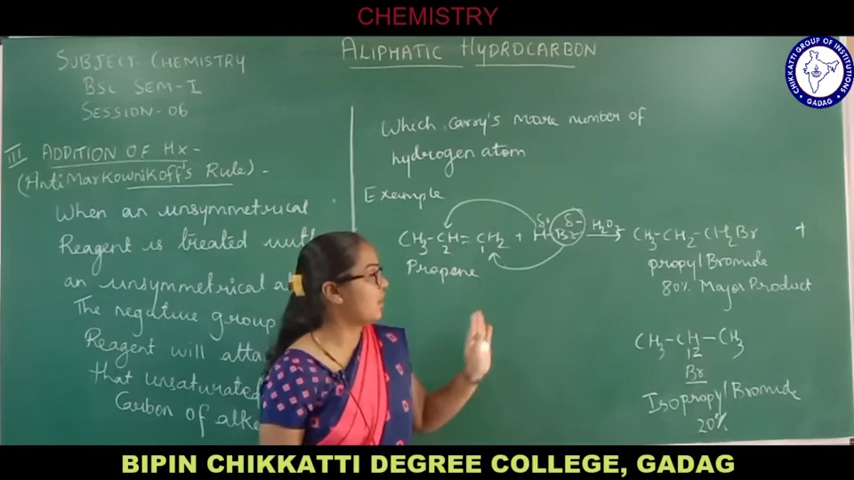 CHEMISTRY
SUBJECT CHEMISTRY
BSC SEM-I
SESSION-06
III ADDITION OF HX-
(AntiMarkownikoff's Rule)-
When an unsymmetrical
Reagent is treated with
an unsymmetrical
The negative group
Reagent will
that unsaturated
Carbon of
ALIPHATIC HYDROCARBON
Which carry's more number of
hydrogen atom
Example
CH3-CH=CH2 + H-Br H2O2 CH3-CH2-CH2Br +
δ+ δ-
2 1
Propene
propyl Bromide
80% Major Product
CH3-CH-CH3
Br
Isopropyl Bromide
20%
CHIKKATTI GROUP OF INSTITUTIONS
GADAG
BIPIN CHIKKATTI DEGREE COLLEGE, GADAG